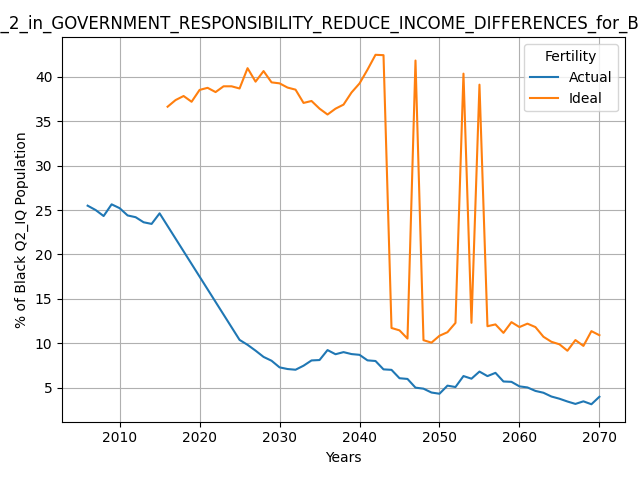 _2_in_GOVERNMENT_RESPONSIBILITY_REDUCE_INCOME_DIFFERENCES_for_B
Fertility
Actual
Ideal
% of Black Q2_IQ Population
40
35
30
25
20
15
10
5
2010 2020 2030 2040 2050 2060 2070
Years